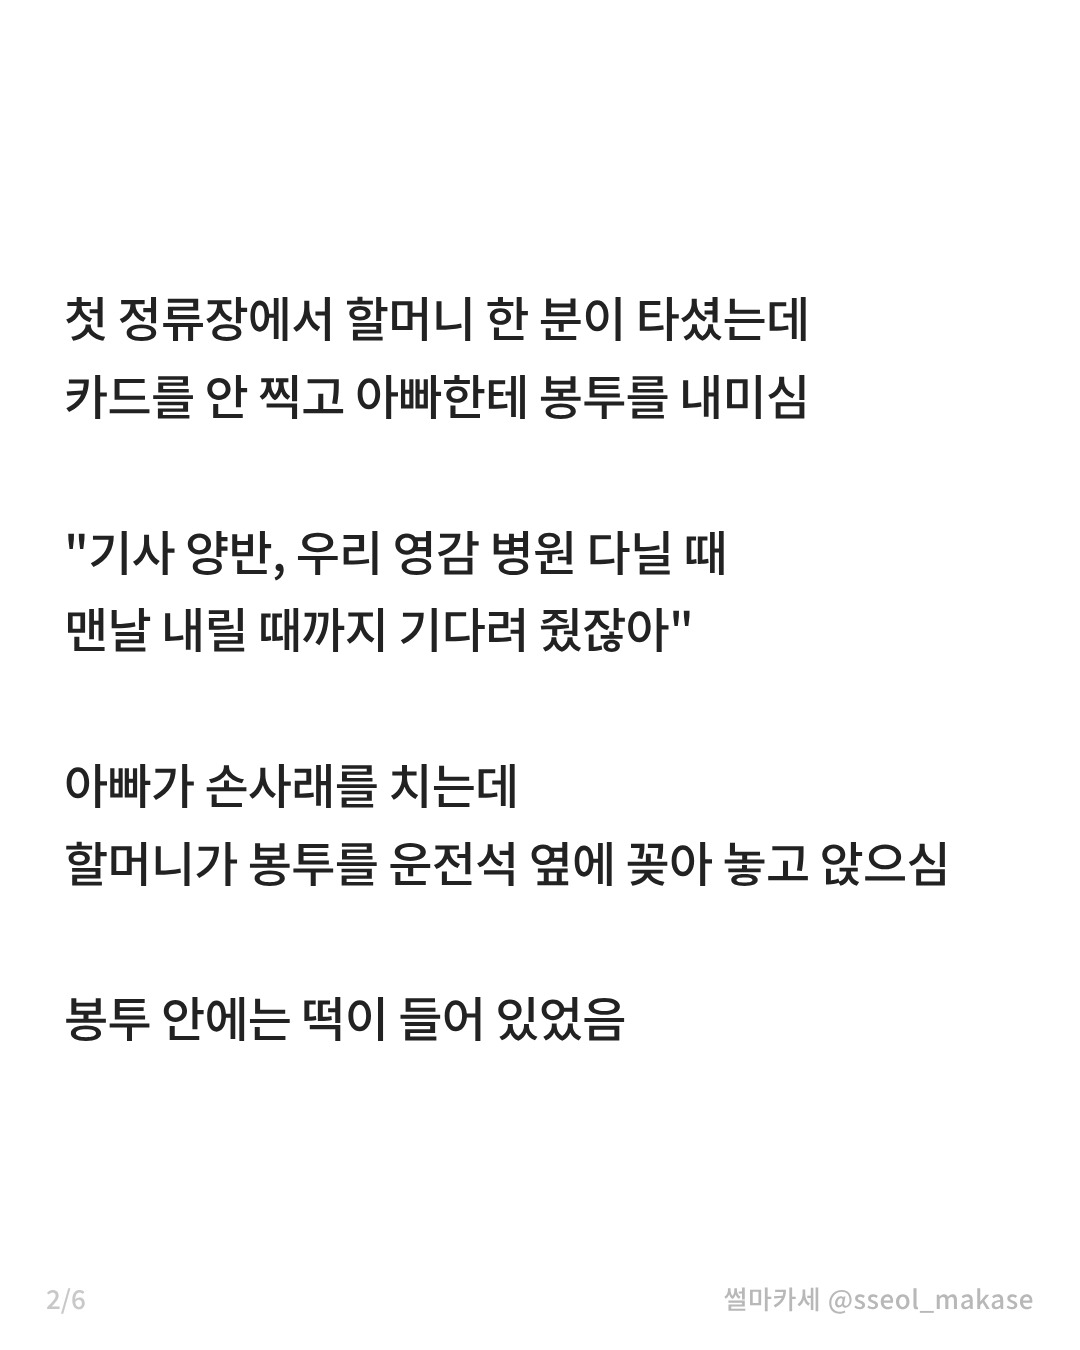 첫 정류장에서 할머니 한 분이 타셨는데
카드를 안 찍고 아빠한테 봉투를 내미심
"기사 양반, 우리 영감 병원 다닐 때
맨날 내릴 때까지 기다려 줬잖아"
아빠가 손사래를 치는데
할머니가 봉투를 운전석 옆에 꽂아 놓고 앉으심
봉투 안에는 떡이 들어 있었음
2/6
썰마카세 @sseol_makase